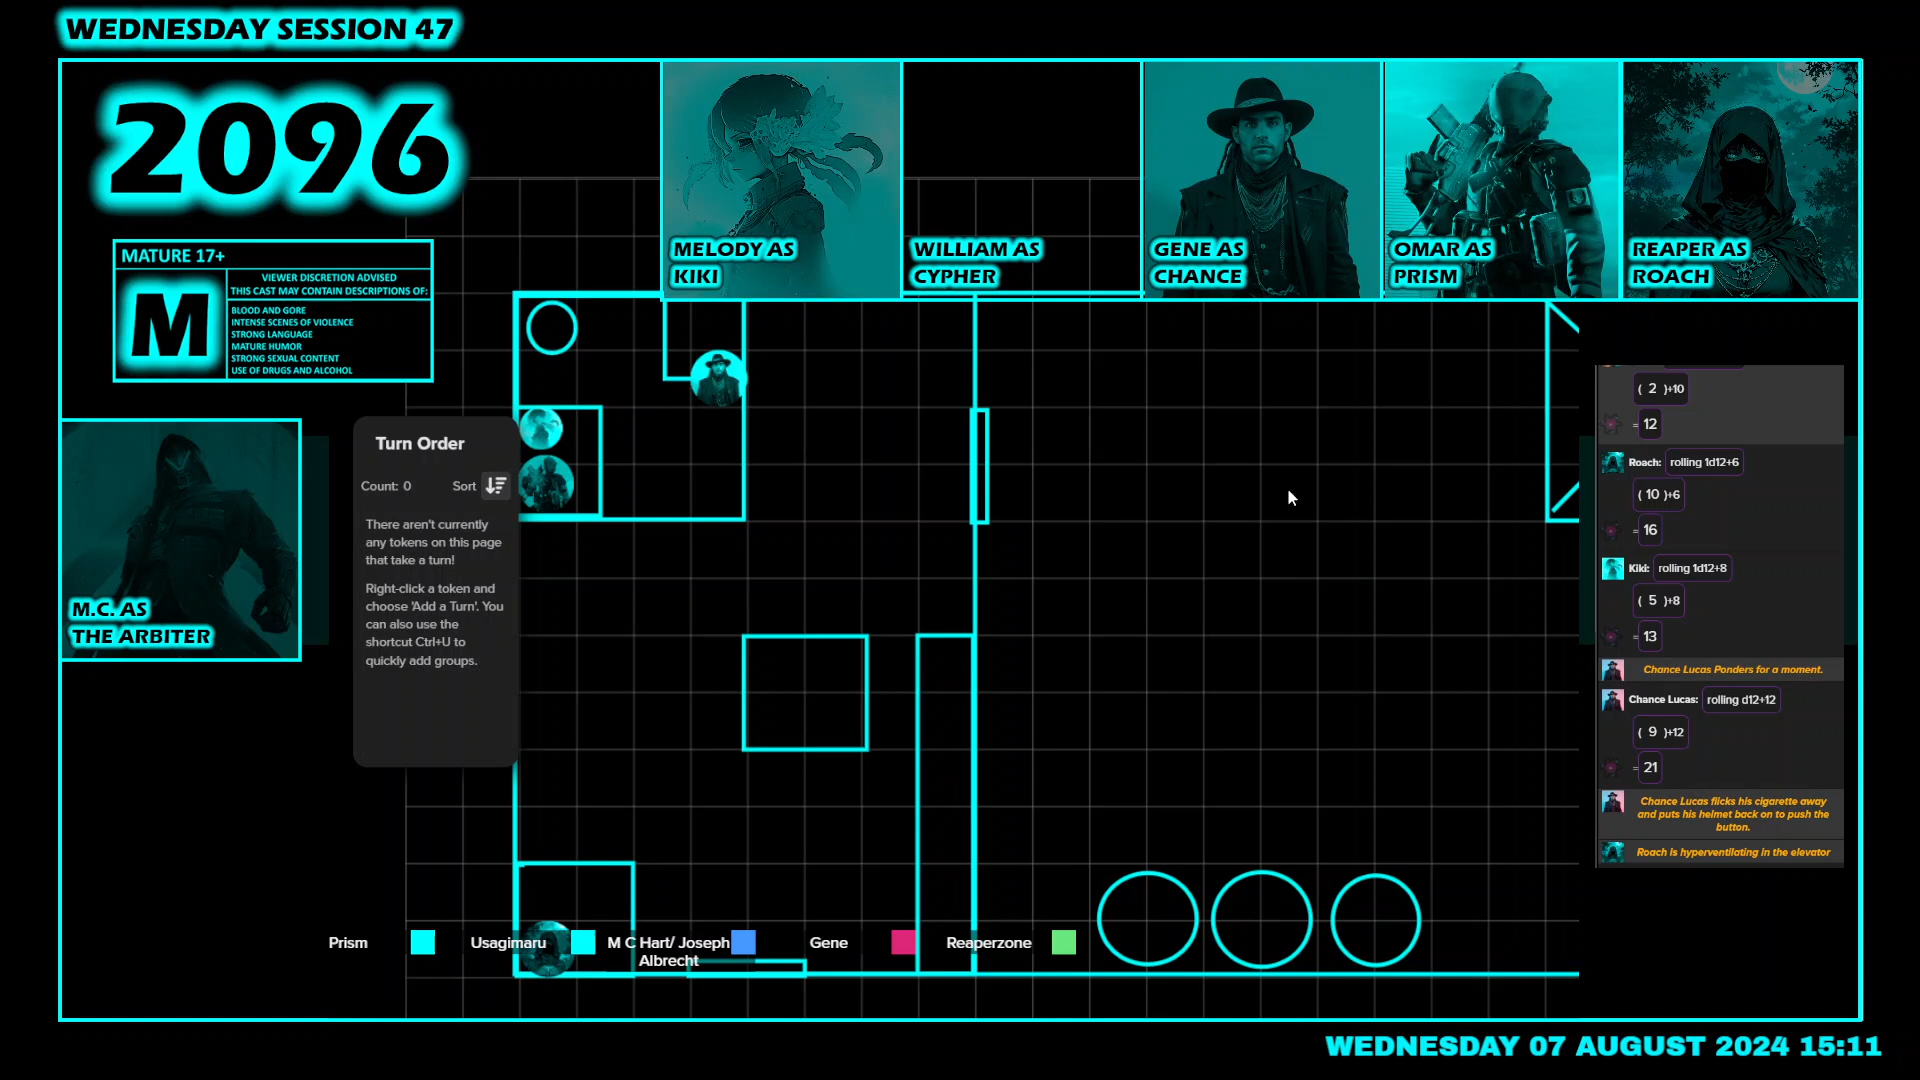 WEDNESDAY SESSION 47
2096
MATURE 17+
M
VIEWER DISCRETION ADVISED
THIS CAST MAY CONTAIN DESCRIPTIONS OF:
BLOOD AND GORE
INTENSE SCENES OF VIOLENCE
STRONG LANGUAGE
MATURE HUMOR
STRONG SEXUAL CONTENT
USE OF DRUGS AND ALCOHOL
MELODY AS
KIKI
WILLIAM AS
CYPHER
GENE AS
CHANCE
OMAR AS
PRISM
REAPER AS
ROACH
M.C. AS
THE ARBITER
Turn Order
Count: 0 Sort
There aren't currently
any tokens on this page
that take a turn!
Right-click a token and
choose 'Add a Turn'. You
can also use the
shortcut Ctrl+U to
quickly add groups.
( 2 )+10
=12
Roach: rolling 1d12+6
( 10 )+6
=16
Kiki: rolling 1d12+8
( 5 )+8
=13
Chance Lucas Ponders for a moment.
Chance Lucas: rolling d12+12
( 9 )+12
=21
Chance Lucas flicks his cigarette away
and puts his helmet back on to push the
button.
Roach is hyperventilating in the elevator
Prism
Usagimaru
M C Hart/ Joseph
Albrecht
Gene
Reaperzone
WEDNESDAY 07 AUGUST 2024 15:11